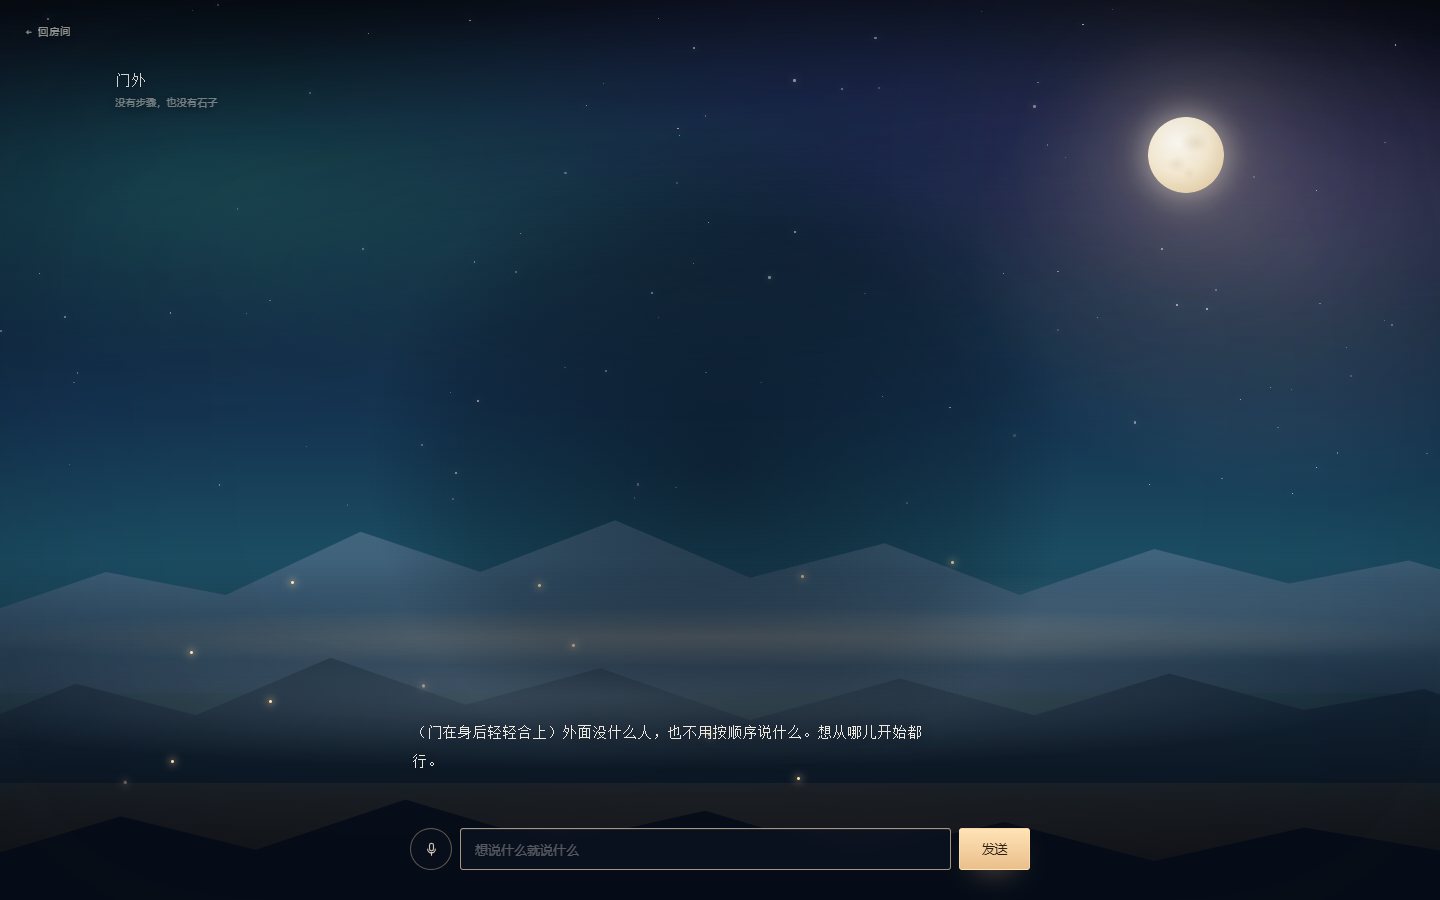 ← 回房间
门外
没有步骤，也没有石子
（门在身后轻轻合上）外面没什么人，也不用按顺序说什么。想从哪儿开始都
行。
想说什么就说什么
发送